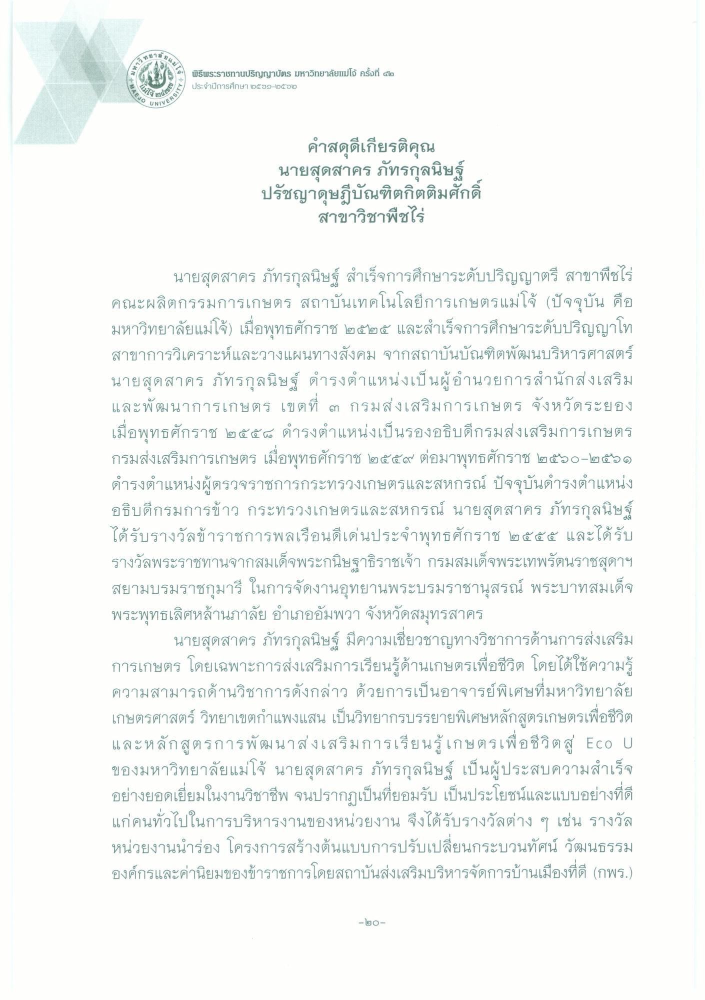 มหาวิทยาลัยแม่โจ้
แม่โจ้ ๒๔๗๗
MAEJO UNIVERSITY
พิธีพระราชทานปริญญาบัตร มหาวิทยาลัยแม่โจ้ ครั้งที่ ๔๒
ประจำปีการศึกษา ๒๕๖๑-๒๕๖๒
คำสดุดีเกียรติคุณ
นายสุดสาคร ภัทรกุลนิษฐ์
ปรัชญาดุษฎีบัณฑิตกิตติมศักดิ์
สาขาวิชาพืชไร่
นายสุดสาคร ภัทรกุลนิษฐ์ สำเร็จการศึกษาระดับปริญญาตรี สาขาพืชไร่
คณะผลิตกรรมการเกษตร สถาบันเทคโนโลยีการเกษตรแม่โจ้ (ปัจจุบัน คือ
มหาวิทยาลัยแม่โจ้) เมื่อพุทธศักราช ๒๕๒๕ และสำเร็จการศึกษาระดับปริญญาโท
สาขาการวิเคราะห์และวางแผนทางสังคม จากสถาบันบัณฑิตพัฒนบริหารศาสตร์
นายสุดสาคร ภัทรกุลนิษฐ์ ดำรงตำแหน่งเป็นผู้อำนวยการสำนักส่งเสริม
และพัฒนาการเกษตร เขตที่ ๓ กรมส่งเสริมการเกษตร จังหวัดระยอง
เมื่อพุทธศักราช ๒๕๕๘ ดำรงตำแหน่งเป็นรองอธิบดีกรมส่งเสริมการเกษตร
กรมส่งเสริมการเกษตร เมื่อพุทธศักราช ๒๕๕๙ ต่อมาพุทธศักราช ๒๕๖๐-๒๕๖๑
ดำรงตำแหน่งผู้ตรวจราชการกระทรวงเกษตรและสหกรณ์ ปัจจุบันดำรงตำแหน่ง
อธิบดีกรมการข้าว กระทรวงเกษตรและสหกรณ์ นายสุดสาคร ภัทรกุลนิษฐ์
ได้รับรางวัลข้าราชการพลเรือนดีเด่นประจำพุทธศักราช ๒๕๕๕ และได้รับ
รางวัลพระราชทานจากสมเด็จพระกนิษฐาธิราชเจ้า กรมสมเด็จพระเทพรัตนราชสุดาฯ
สยามบรมราชกุมารี ในการจัดงานอุทยานพระบรมราชานุสรณ์ พระบาทสมเด็จ
พระพุทธเลิศหล้านภาลัย อำเภออัมพวา จังหวัดสมุทรสาคร
นายสุดสาคร ภัทรกุลนิษฐ์ มีความเชี่ยวชาญทางวิชาการด้านการส่งเสริม
การเกษตร โดยเฉพาะการส่งเสริมการเรียนรู้ด้านเกษตรเพื่อชีวิต โดยได้ใช้ความรู้
ความสามารถด้านวิชาการดังกล่าว ด้วยการเป็นอาจารย์พิเศษที่มหาวิทยาลัย
เกษตรศาสตร์ วิทยาเขตกำแพงแสน เป็นวิทยากรบรรยายพิเศษหลักสูตรเกษตรเพื่อชีวิต
และหลักสูตรการพัฒนาส่งเสริมการเรียนรู้เกษตรเพื่อชีวิตสู่ Eco U
ของมหาวิทยาลัยแม่โจ้ นายสุดสาคร ภัทรกุลนิษฐ์ เป็นผู้ประสบความสำเร็จ
อย่างยอดเยี่ยมในงานวิชาชีพ จนปรากฏเป็นที่ยอมรับ เป็นประโยชน์และแบบอย่างที่ดี
แก่คนทั่วไปในการบริหารงานของหน่วยงาน จึงได้รับรางวัลต่าง ๆ เช่น รางวัล
หน่วยงานนำร่อง โครงการสร้างต้นแบบการปรับเปลี่ยนกระบวนทัศน์ วัฒนธรรม
องค์กรและค่านิยมของข้าราชการโดยสถาบันส่งเสริมบริหารจัดการบ้านเมืองที่ดี (กพร.)
-๒๐-